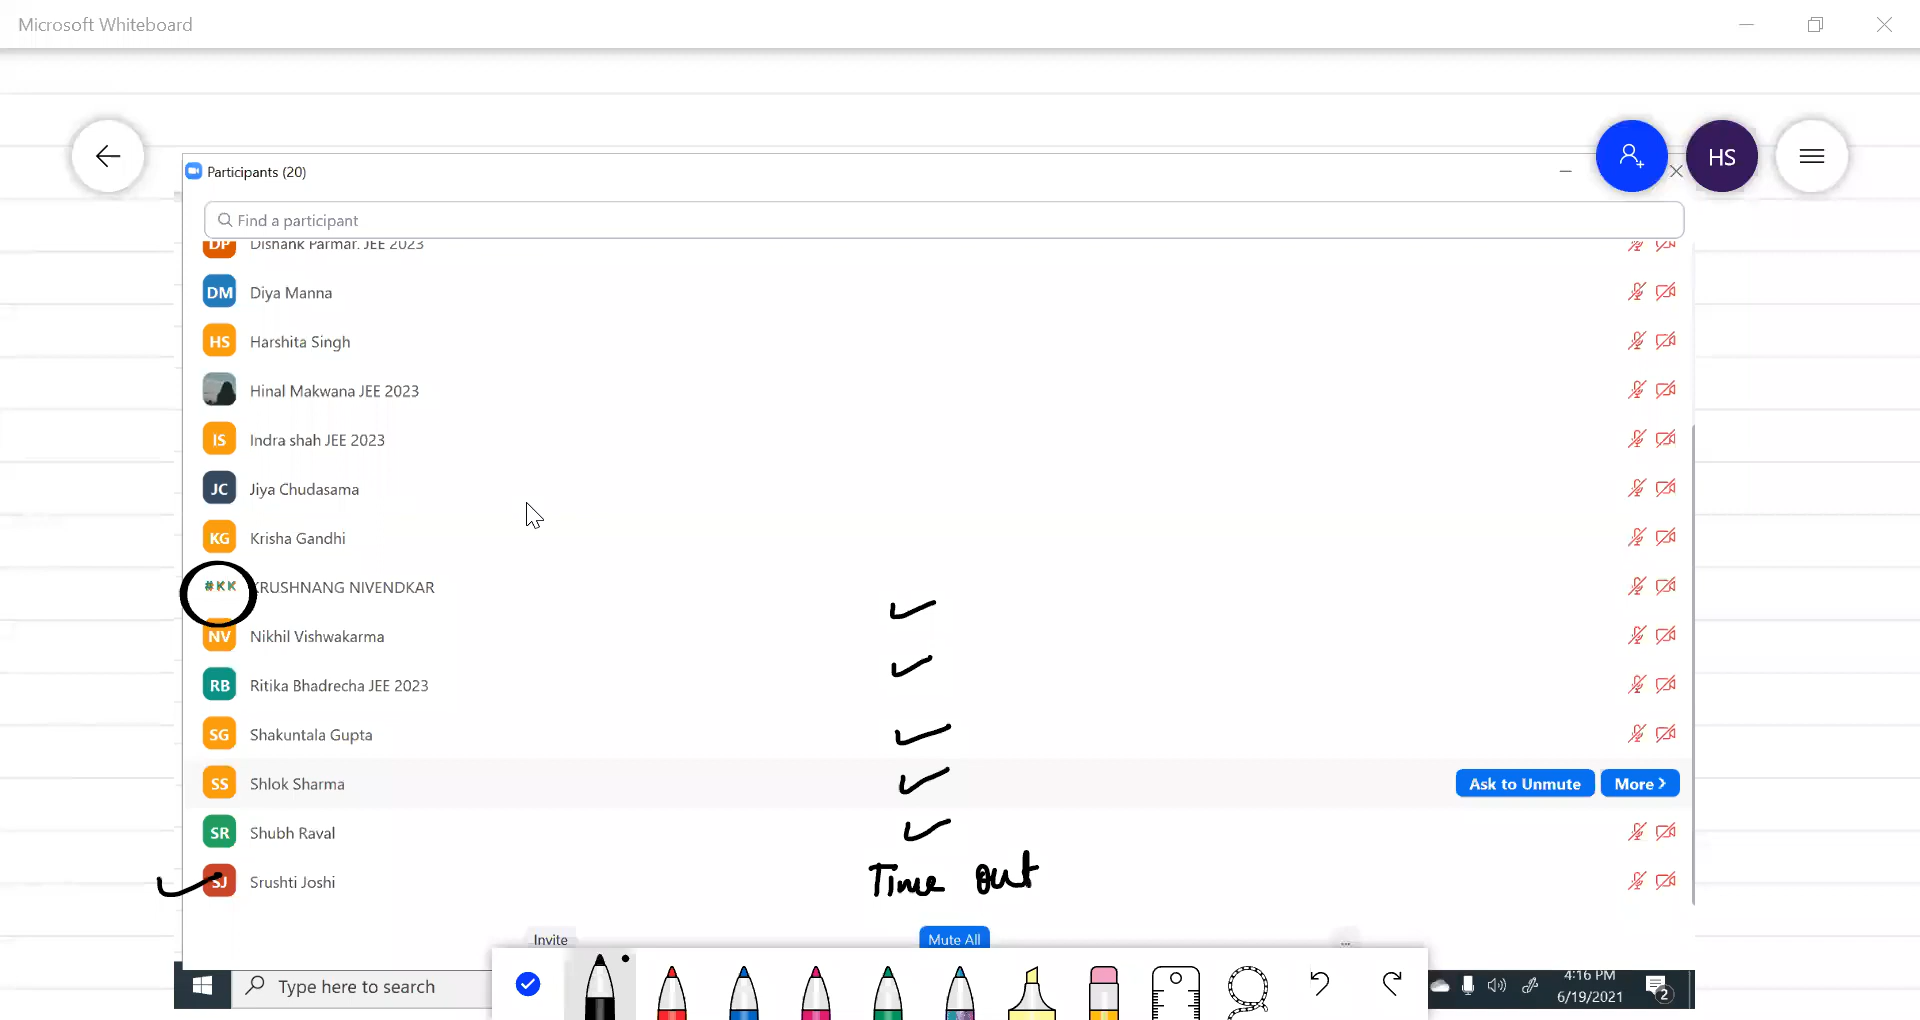 Microsoft Whiteboard
HS
Participants (20)
Find a participant
DP Dishank Parmar. JEE 2023
DM Diya Manna
HS Harshita Singh
Hinal Makwana JEE 2023
IS Indra shah JEE 2023
JC Jiya Chudasama
KG Krisha Gandhi
#KK KRUSHNANG NIVENDKAR
NV Nikhil Vishwakarma
RB Ritika Bhadrecha JEE 2023
SG Shakuntala Gupta
SS Shlok Sharma Ask to Unmute More
SR Shubh Raval
SJ Srushti Joshi Time out
Invite Mute All ...
Type here to search 4:16 PM
6/19/2021 2